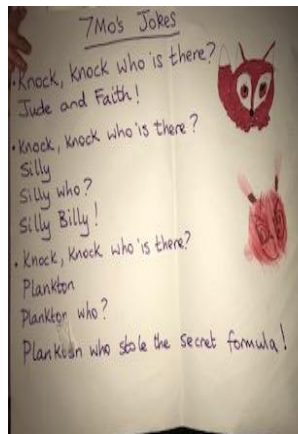 7Mo's Jokes
• Knock, Knock who is there?
Jude and Faith!
• Knock, Knock who is there?
Silly
Silly who?
Silly Billy!
• Knock, Knock who is there?
Plankton
Plankton who?
Plankton who stole the secret formula!